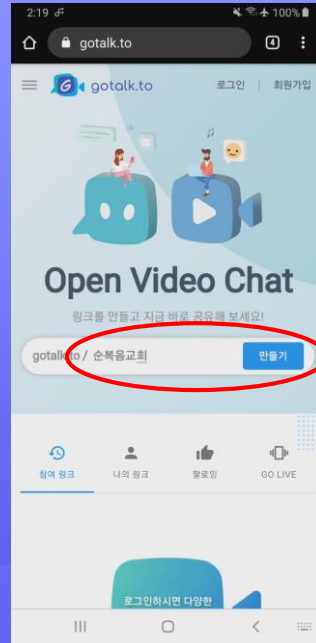 2:19
100%
gotalk.to
4
G gotalk.to
로그인 | 회원가입
Open Video Chat
링크를 만들고 지금 바로 공유해 보세요!
gotalk.to / 순복음교회
만들기
참여 링크
나의 링크
팔로잉
GO LIVE
로그인하시면 다양한